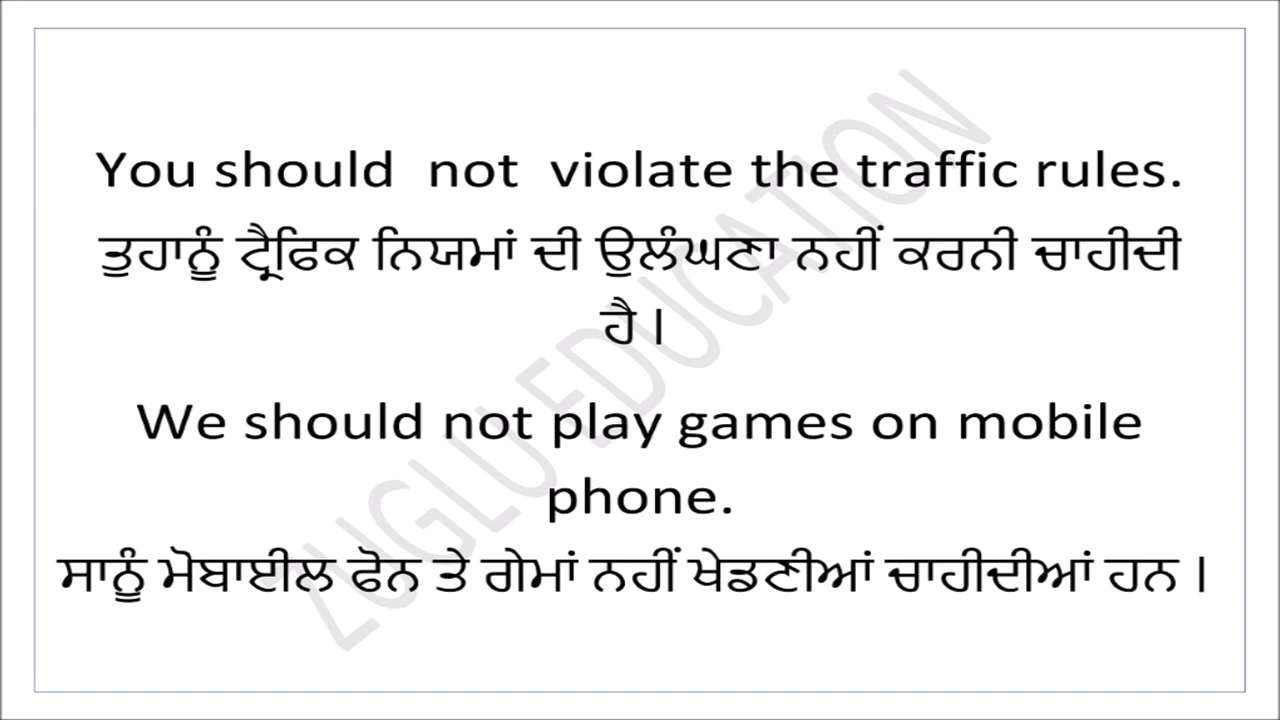 You should  not  violate the traffic rules.
ਤੁਹਾਨੂੰ ਟ੍ਰੈਫਿਕ ਨਿਯਮਾਂ ਦੀ ਉਲੰਘਣਾ ਨਹੀਂ ਕਰਨੀ ਚਾਹੀਦੀ
ਹੈ ।
We should not play games on mobile
phone.
ਸਾਨੂੰ ਮੋਬਾਈਲ ਫੋਨ ਤੇ ਗੇਮਾਂ ਨਹੀਂ ਖੇਡਣੀਆਂ ਚਾਹੀਦੀਆਂ ਹਨ ।
ZUGLU EDUCATION